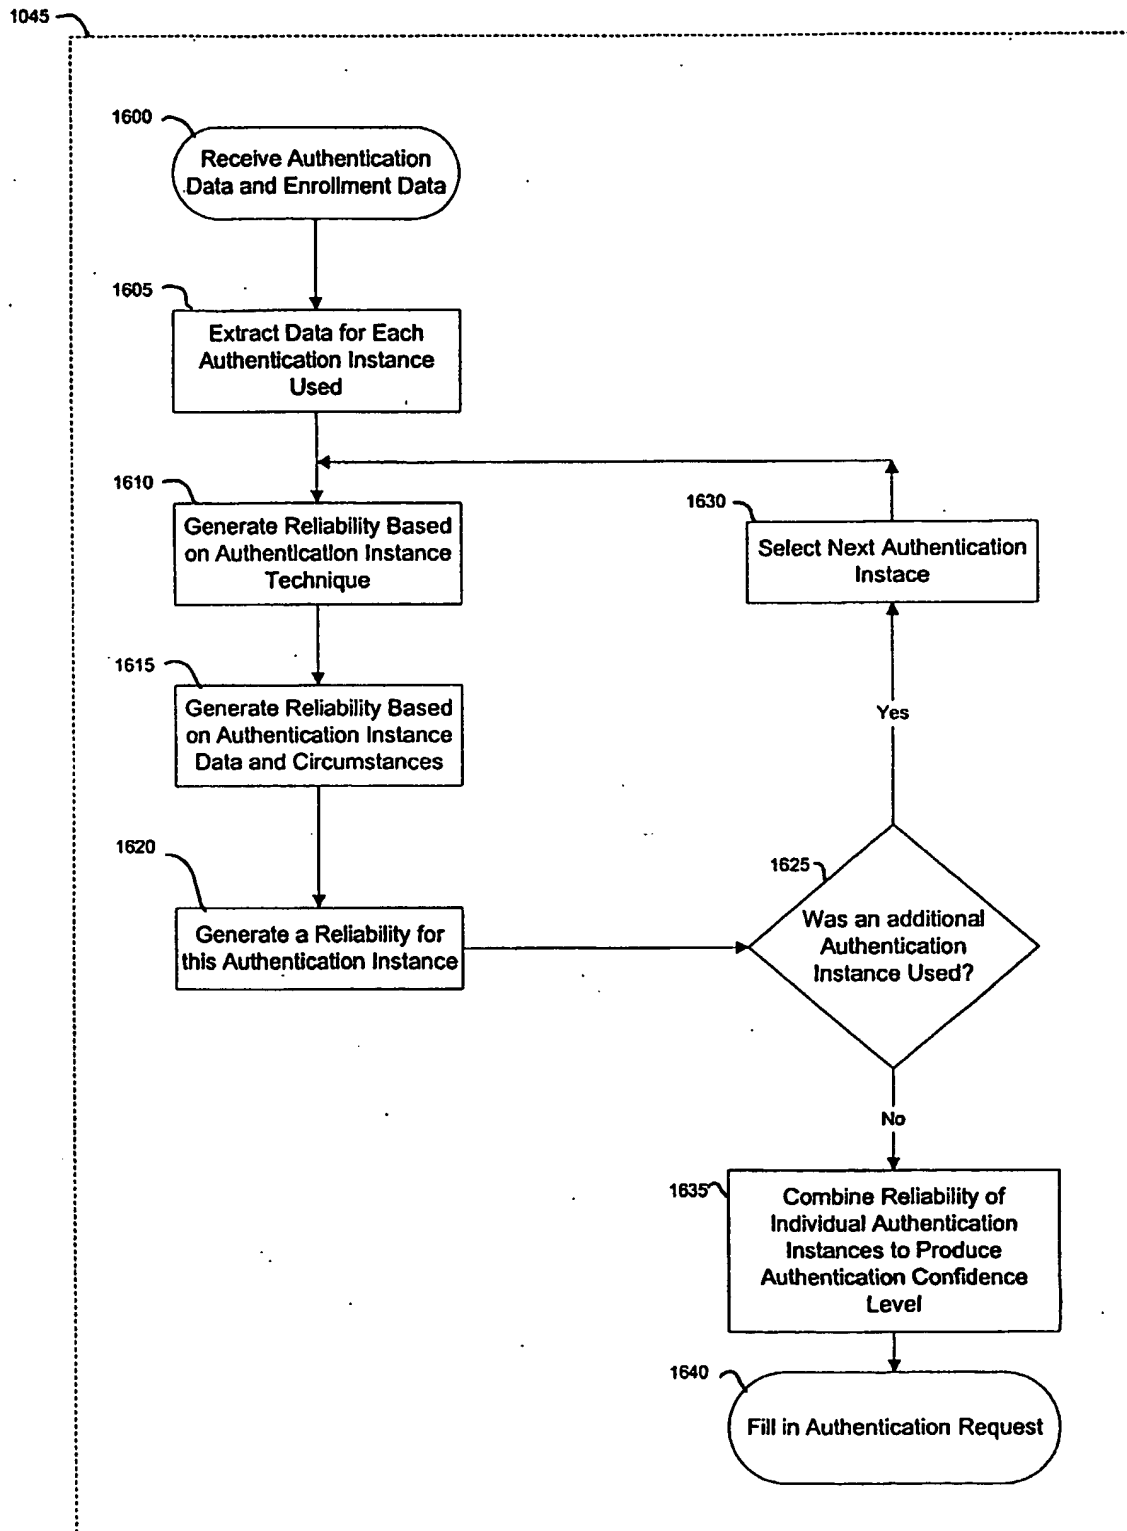 1045
1600
Receive Authentication
Data and Enrollment Data
1605
Extract Data for Each
Authentication Instance
Used
1610
Generate Reliability Based
on Authentication Instance
Technique
1630
Select Next Authentication
Instace
1615
Generate Reliability Based
on Authentication Instance
Data and Circumstances
Yes
1620
Generate a Reliability for
this Authentication Instance
1625
Was an additional
Authentication
Instance Used?
No
1635
Combine Reliability of
Individual Authentication
Instances to Produce
Authentication Confidence
Level
1640
Fill in Authentication Request